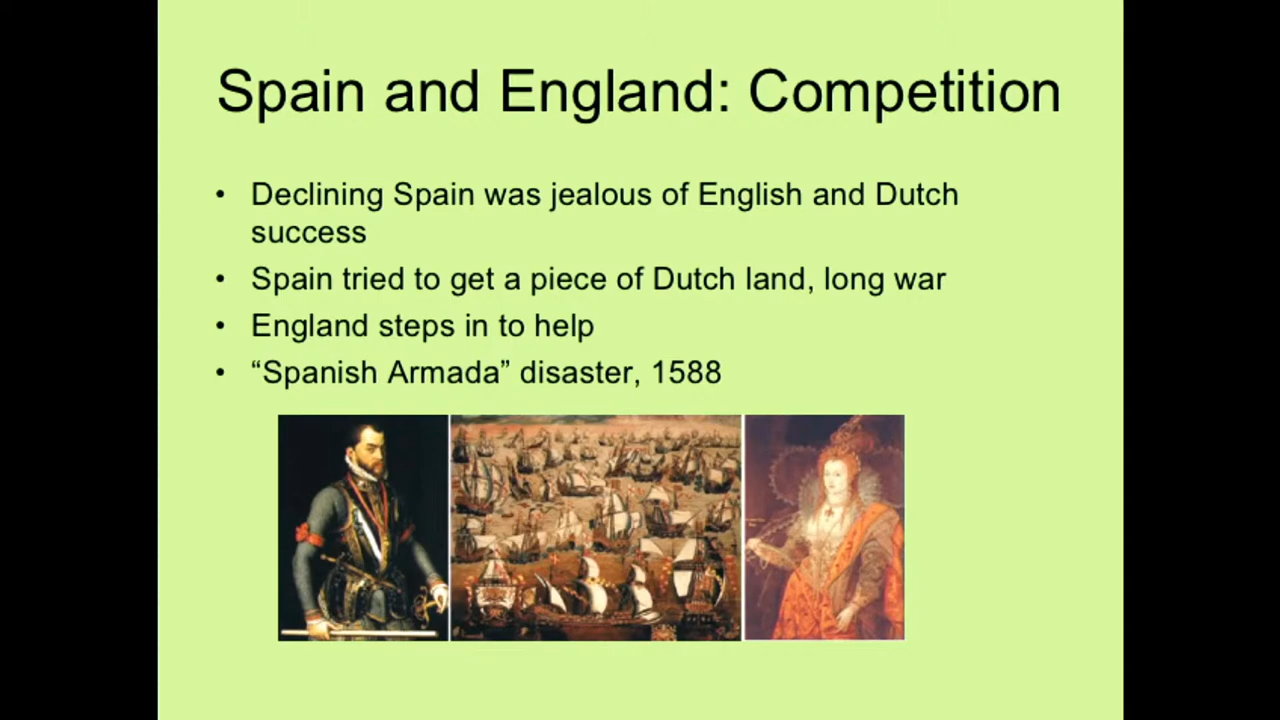 Spain and England: Competition
• Declining Spain was jealous of English and Dutch
success
• Spain tried to get a piece of Dutch land, long war
• England steps in to help
• “Spanish Armada” disaster, 1588